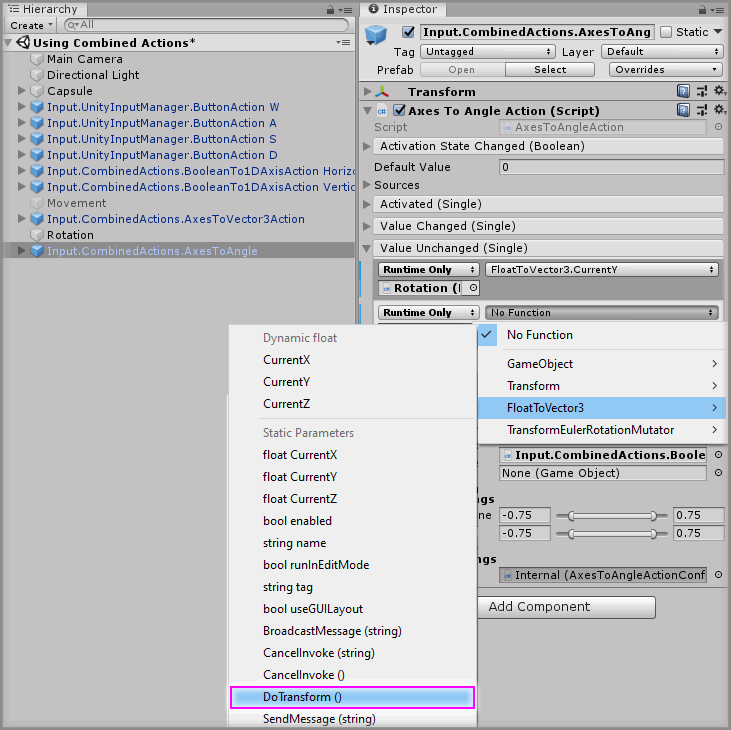 Hierarchy
Create
All
Using Combined Actions*
Main Camera
Directional Light
Capsule
Input.UnityInputManager.ButtonAction W
Input.UnityInputManager.ButtonAction A
Input.UnityInputManager.ButtonAction S
Input.UnityInputManager.ButtonAction D
Input.CombinedActions.BooleanTo1DAxisAction Horizo
Input.CombinedActions.BooleanTo1DAxisAction Vertic
Movement
Input.CombinedActions.AxesToVector3Action
Rotation
Input.CombinedActions.AxesToAngle
Inspector
Input.CombinedActions.AxesToAng
Static
Tag Untagged Layer Default
Prefab Open Select Overrides
Transform
Axes To Angle Action (Script)
Script AxesToAngleAction
Activation State Changed (Boolean)
Default Value 0
Sources
Activated (Single)
Value Changed (Single)
Value Unchanged (Single)
Runtime Only FloatToVector3.CurrentY
Rotation (
Runtime Only No Function
No Function
GameObject
Transform
FloatToVector3
TransformEulerRotationMutator
Dynamic float
CurrentX
CurrentY
CurrentZ
Static Parameters
float CurrentX
float CurrentY
float CurrentZ
bool enabled
string name
bool runInEditMode
string tag
bool useGUILayout
BroadcastMessage (string)
CancelInvoke (string)
CancelInvoke ()
DoTransform ()
SendMessage (string)
Input.CombinedActions.Boole
None (Game Object)
ngs
ne -0.75 0.75
-0.75 0.75
ngs
Internal (AxesToAngleActionConf
Add Component